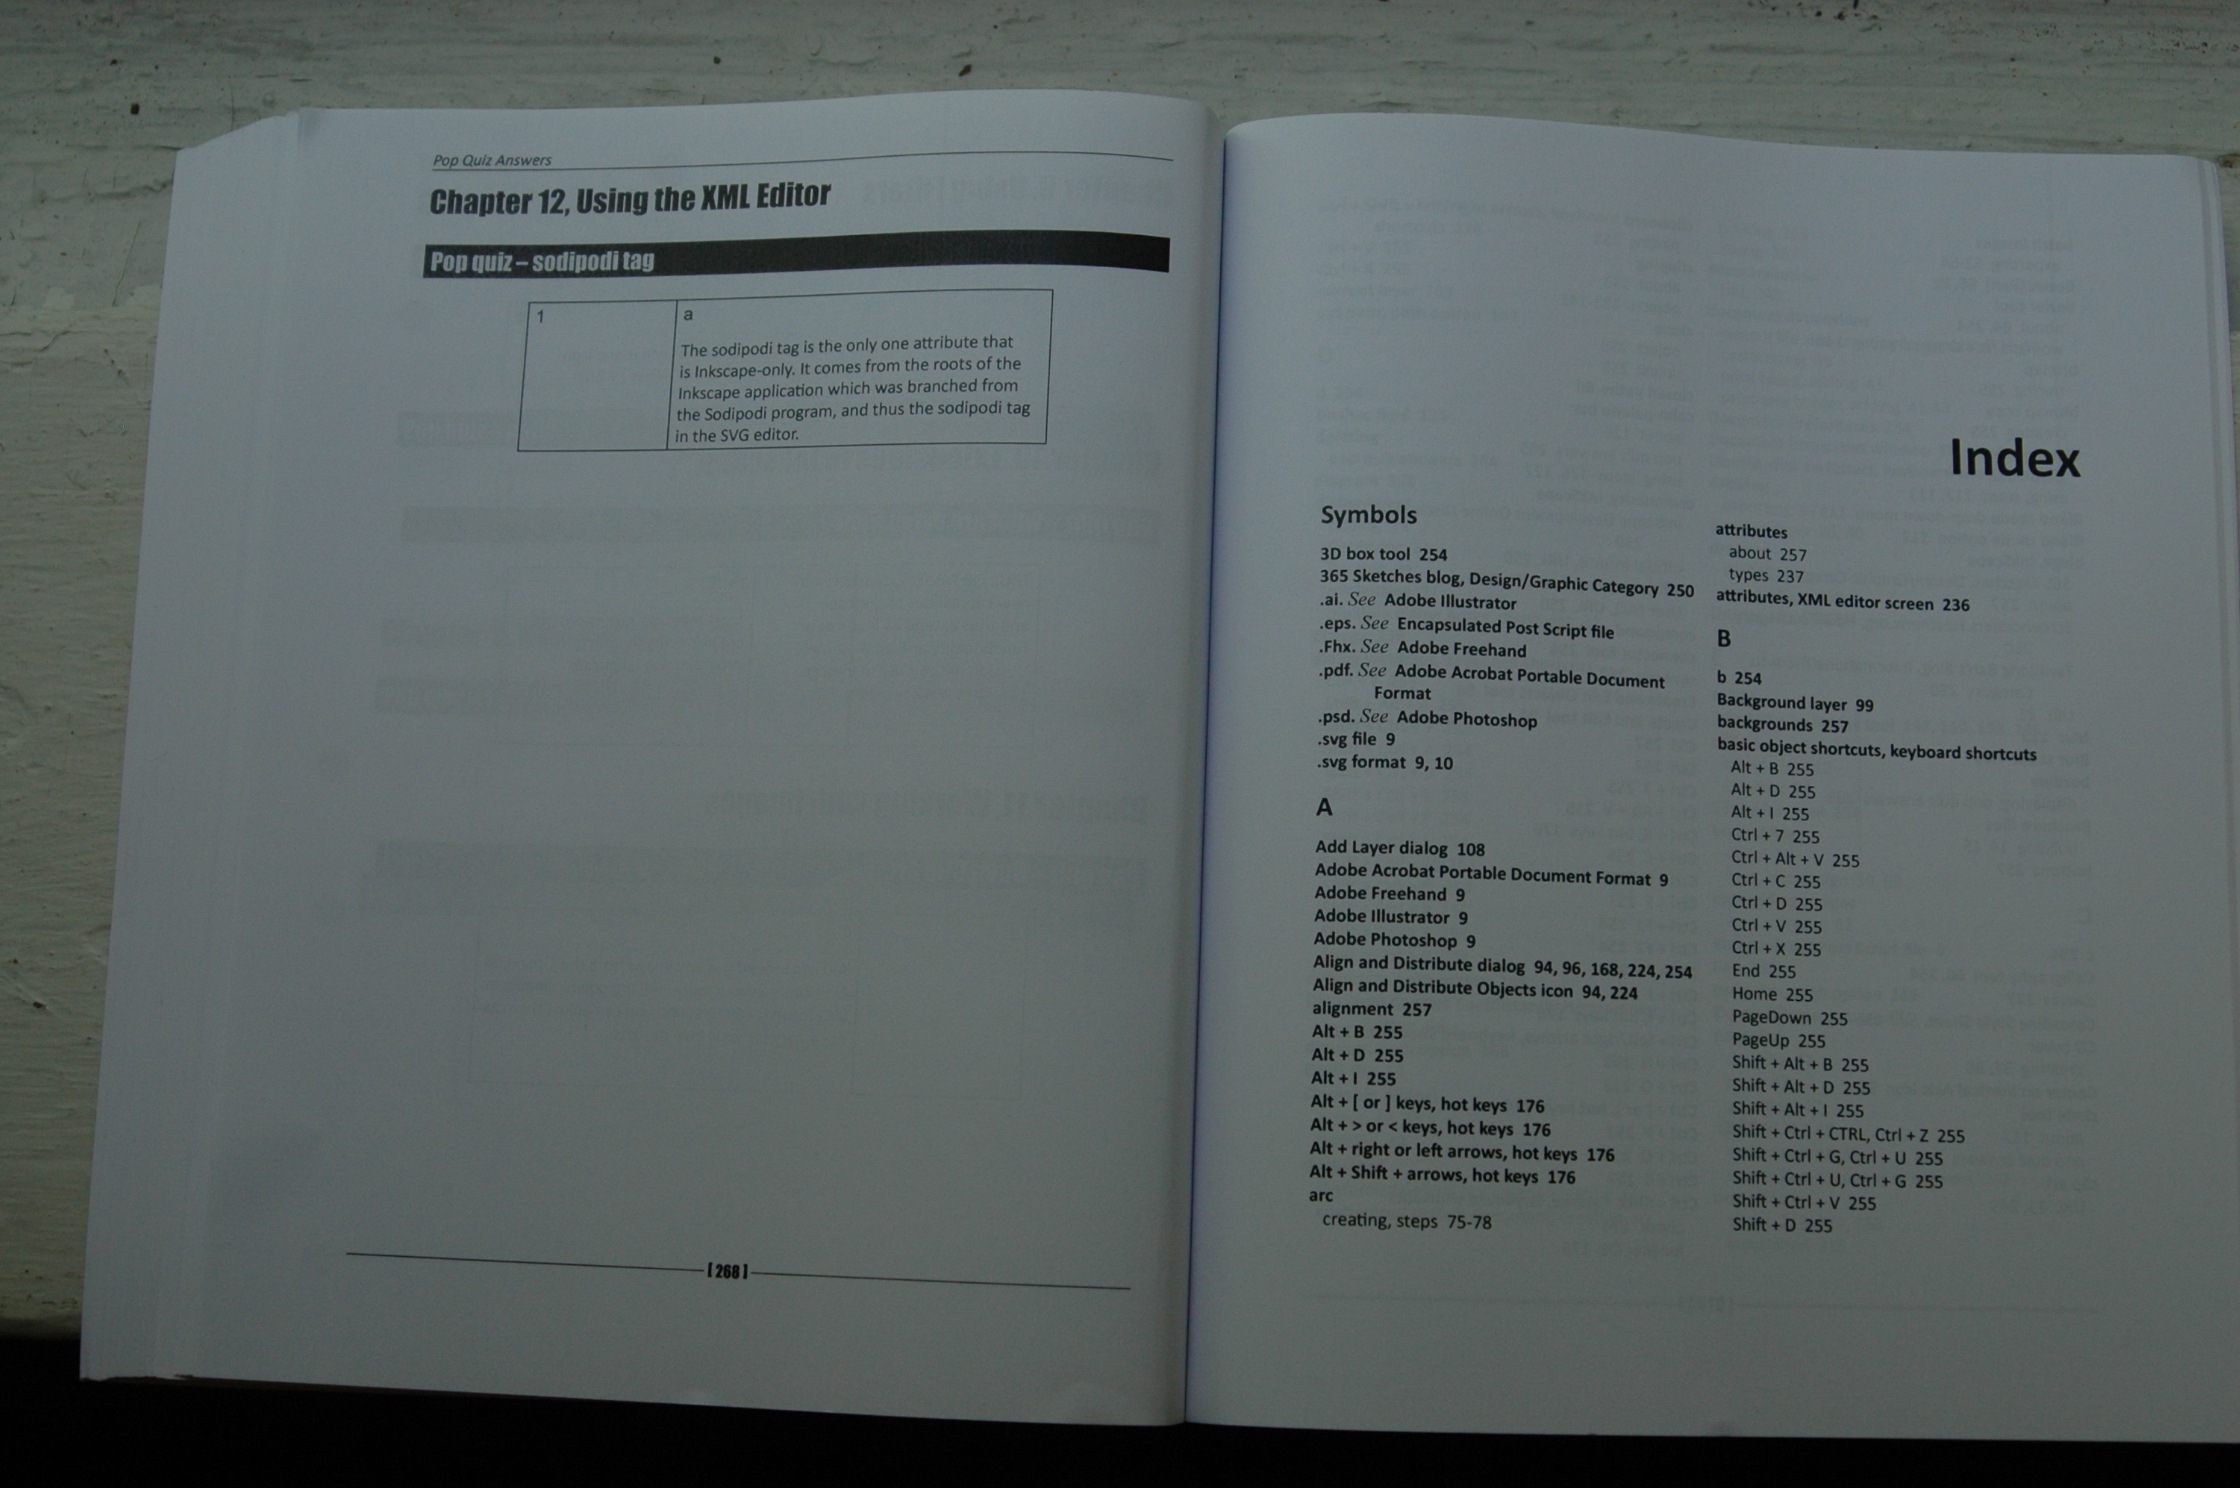 Pop Quiz Answers
Chapter 12, Using the XML Editor
Pop quiz – sodipodi tag
1
a
The sodipodi tag is the only one attribute that
is Inkscape-only. It comes from the roots of the
Inkscape application which was branched from
the Sodipodi program, and thus the sodipodi tag
in the SVG editor.
[ 268 ]
Index
Symbols
3D box tool 254
365 Sketches blog, Design/Graphic Category 250
.ai. See Adobe Illustrator
.eps. See Encapsulated Post Script file
.Fhx. See Adobe Freehand
.pdf. See Adobe Acrobat Portable Document
Format
.psd. See Adobe Photoshop
.svg file 9
.svg format 9, 10
A
Add Layer dialog 108
Adobe Acrobat Portable Document Format 9
Adobe Freehand 9
Adobe Illustrator 9
Adobe Photoshop 9
Align and Distribute dialog 94, 96, 168, 224, 254
Align and Distribute Objects icon 94, 224
alignment 257
Alt + B 255
Alt + D 255
Alt + I 255
Alt + [ or ] keys, hot keys 176
Alt + > or < keys, hot keys 176
Alt + right or left arrows, hot keys 176
Alt + Shift + arrows, hot keys 176
arc
creating, steps 75-78
attributes
about 257
types 237
attributes, XML editor screen 236
B
b 254
Background layer 99
backgrounds 257
basic object shortcuts, keyboard shortcuts
Alt + B 255
Alt + D 255
Alt + I 255
Ctrl + 7 255
Ctrl + Alt + V 255
Ctrl + C 255
Ctrl + D 255
Ctrl + V 255
Ctrl + X 255
End 255
Home 255
PageDown 255
PageUp 255
Shift + Alt + B 255
Shift + Alt + D 255
Shift + Alt + I 255
Shift + Ctrl + CTRL, Ctrl + Z 255
Shift + Ctrl + G, Ctrl + U 255
Shift + Ctrl + U, Ctrl + G 255
Shift + Ctrl + V 255
Shift + D 255